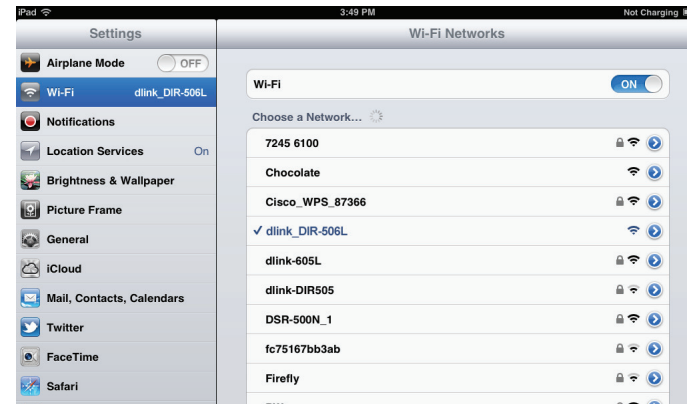 iPad 3:49 PM Not Charging
Settings
Wi-Fi Networks
Airplane Mode OFF
Wi-Fi dlink_DIR-506L
Notifications
Location Services On
Brightness & Wallpaper
Picture Frame
General
iCloud
Mail, Contacts, Calendars
Twitter
FaceTime
Safari
Wi-Fi ON
Choose a Network...
7245 6100
Chocolate
Cisco_WPS_87366
✓ dlink_DIR-506L
dlink-605L
dlink-DIR505
DSR-500N_1
fc75167bb3ab
Firefly